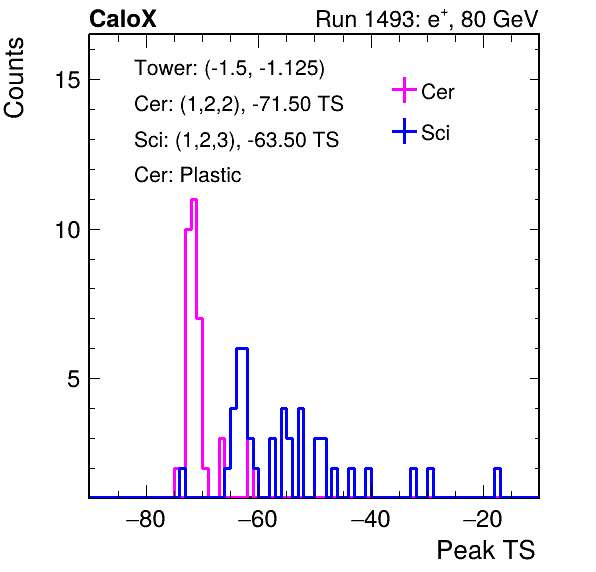 CaloX Run 1493: e⁺, 80 GeV
Counts
Tower: (-1.5, -1.125)
Cer: (1,2,2), -71.50 TS
Sci: (1,2,3), -63.50 TS
Cer: Plastic
Cer
Sci
15
10
5
−80 −60 −40 −20
Peak TS